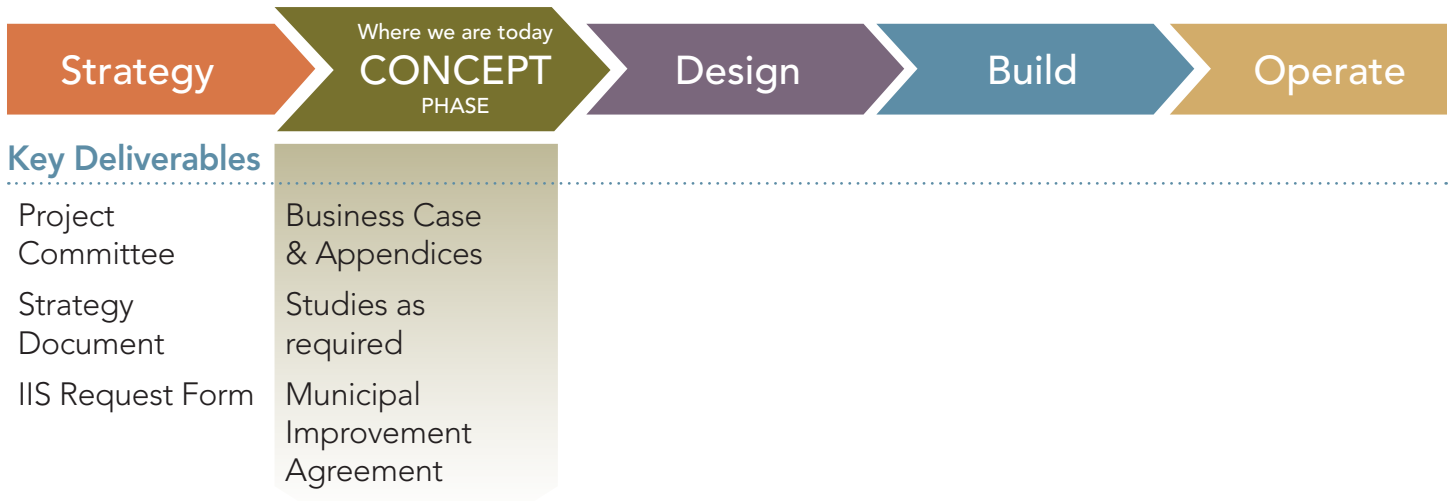 Strategy
Where we are today
CONCEPT
PHASE
Design
Build
Operate
Key Deliverables
Project
Committee
Strategy
Document
IIS Request Form
Business Case
& Appendices
Studies as
required
Municipal
Improvement
Agreement